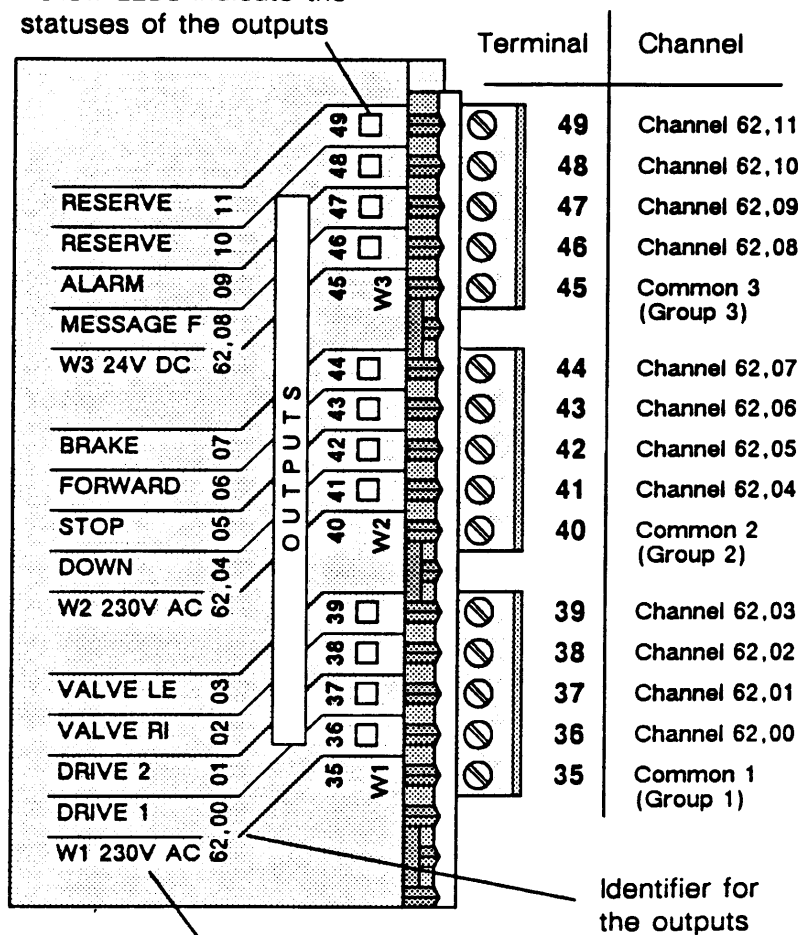 statuses of the outputs
Terminal Channel
49 49 Channel 62,11
48 48 Channel 62,10
RESERVE 11 47 47 Channel 62,09
RESERVE 10 46 46 Channel 62,08
ALARM 09 45 W3 45 Common 3
(Group 3)
MESSAGE F 62,08
W3 24V DC
44 44 Channel 62,07
43 43 Channel 62,06
BRAKE 07 42 42 Channel 62,05
FORWARD 06 41 41 Channel 62,04
STOP 05 40 W2 40 Common 2
(Group 2)
DOWN 62,04
W2 230V AC
OUTPUTS
39 39 Channel 62,03
38 38 Channel 62,02
VALVE LE 03 37 37 Channel 62,01
VALVE RI 02 36 36 Channel 62,00
DRIVE 2 01 35 W1 35 Common 1
(Group 1)
DRIVE 1 62,00
W1 230V AC
Identifier for
the outputs